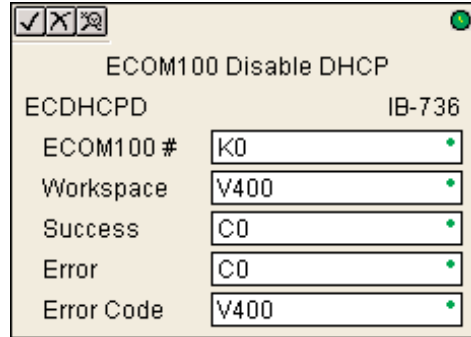 ECOM100 Disable DHCP
ECDHCPD IB-736
ECOM100 # K0
Workspace V400
Success C0
Error C0
Error Code V400